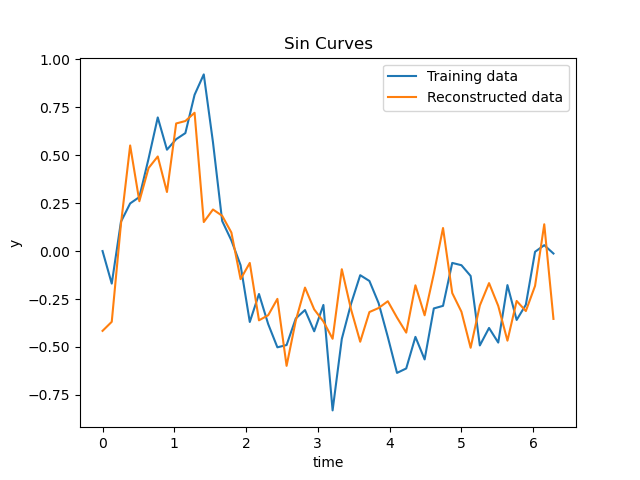 Sin Curves
Training data
Reconstructed data
1.00
0.75
0.50
0.25
0.00
−0.25
−0.50
−0.75
y
0 1 2 3 4 5 6
time